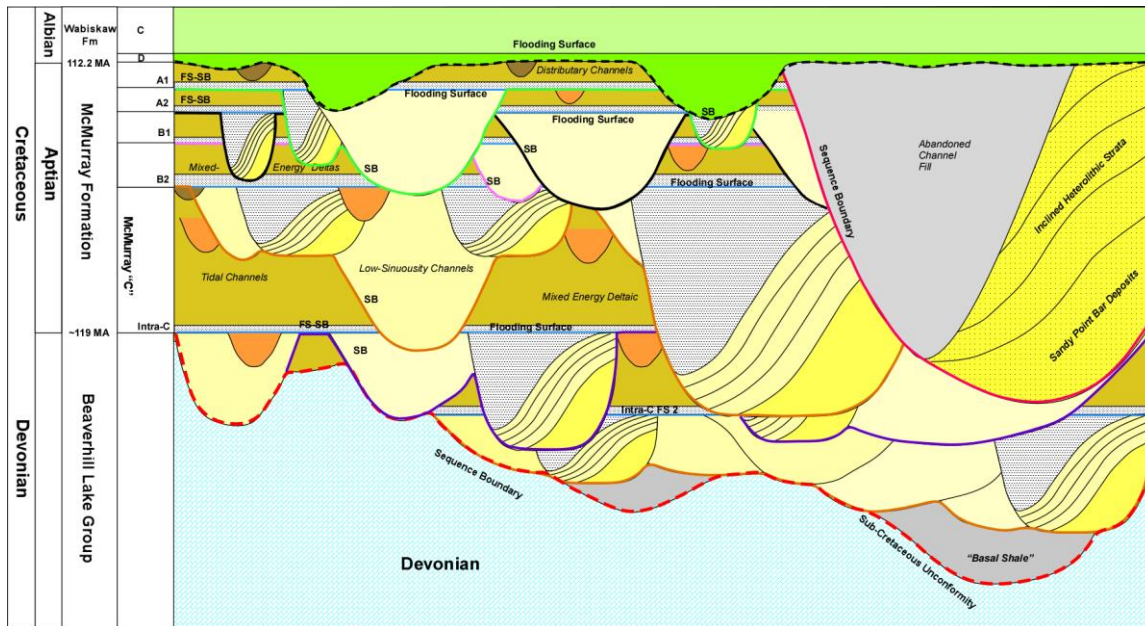 Cretaceous
Devonian
Albian
Aptian
Wabiskaw
Fm
112.2 MA
McMurray Formation
~119 MA
Beaverhill Lake Group
C
D
A1
A2
B1
B2
McMurray "C"
Intra-C
Flooding Surface
FS-SB
Distributary Channels
FS-SB
Flooding Surface
SB
Flooding Surface
Mixed-
Energy Deltas
SB
SB
SB
Flooding Surface
Abandoned
Channel
Fill
Sequence Boundary
Inclined Heterolithic Strata
Sandy Point Bar Deposits
Tidal Channels
Low-Sinuousity Channels
SB
Mixed Energy Deltaic
FS-SB
Flooding Surface
SB
Intra-C FS 2
Sequence Boundary
Sub-Cretaceous Unconformity
"Basal Shale"
Devonian